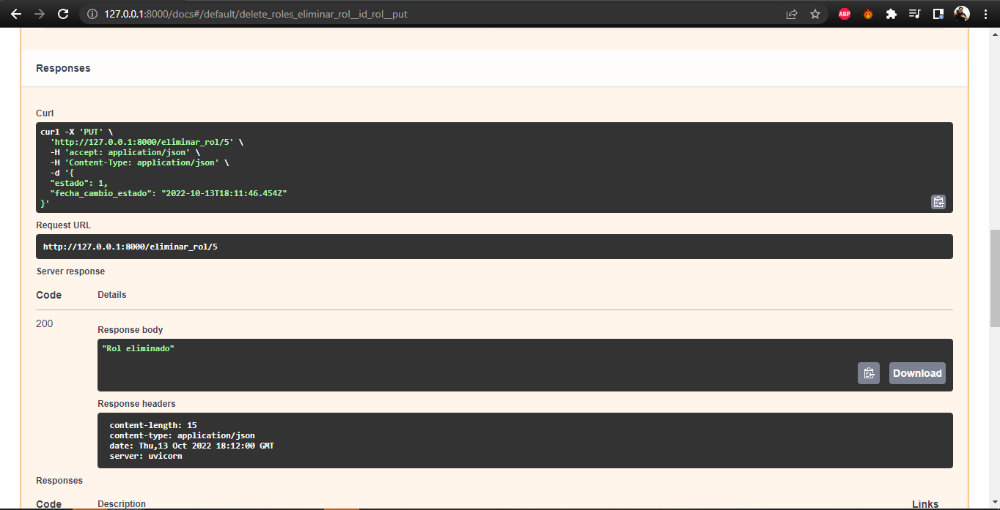 127.0.0.1:8000/docs#/default/delete_roles_eliminar_rol__id_rol__put
ABP
Responses
Curl
curl -X 'PUT' \
'http://127.0.0.1:8000/eliminar_rol/5' \
-H 'accept: application/json' \
-H 'Content-Type: application/json' \
-d '{
"estado": 1,
"fecha_cambio_estado": "2022-10-13T18:11:46.454Z"
}'
Request URL
http://127.0.0.1:8000/eliminar_rol/5
Server response
Code Details
200
Response body
"Rol eliminado"
Download
Response headers
content-length: 15
content-type: application/json
date: Thu,13 Oct 2022 18:12:00 GMT
server: uvicorn
Responses
Code Description Links